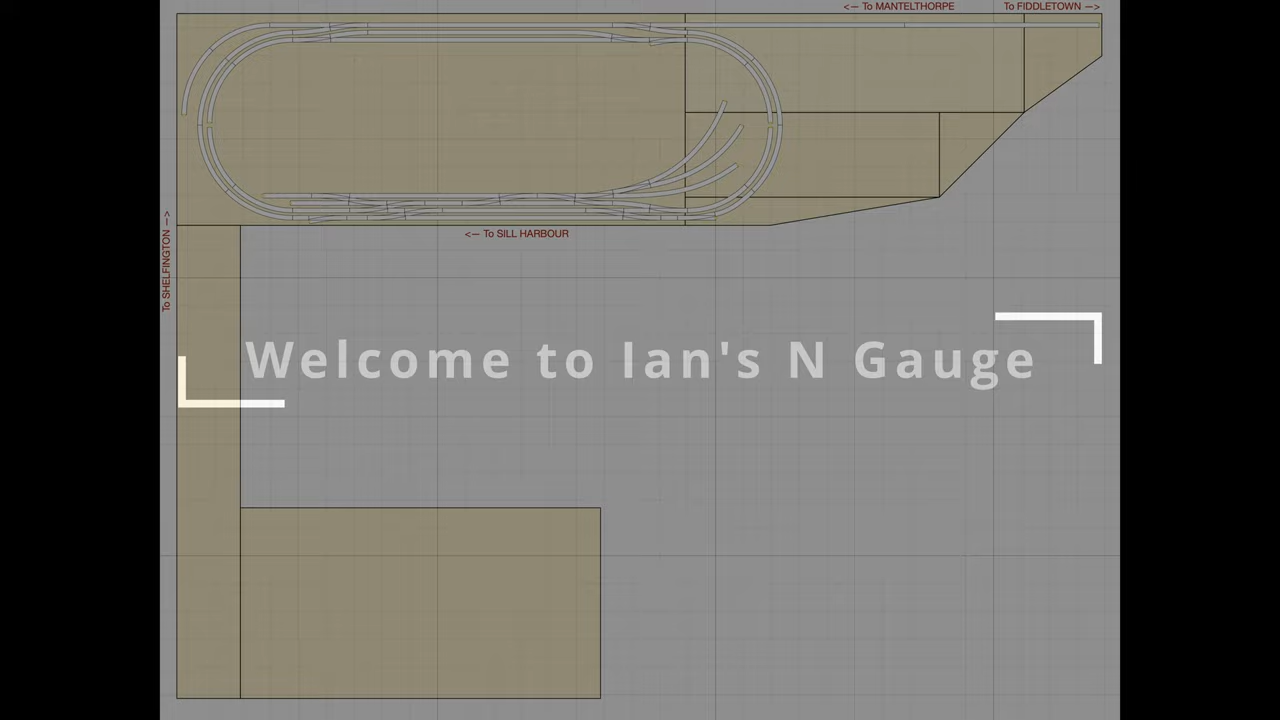 <-- To MANTELTHORPE
To FIDDLETOWN -->
To SHELFINGTON -->
<-- To SILL HARBOUR
Welcome to Ian's N Gauge